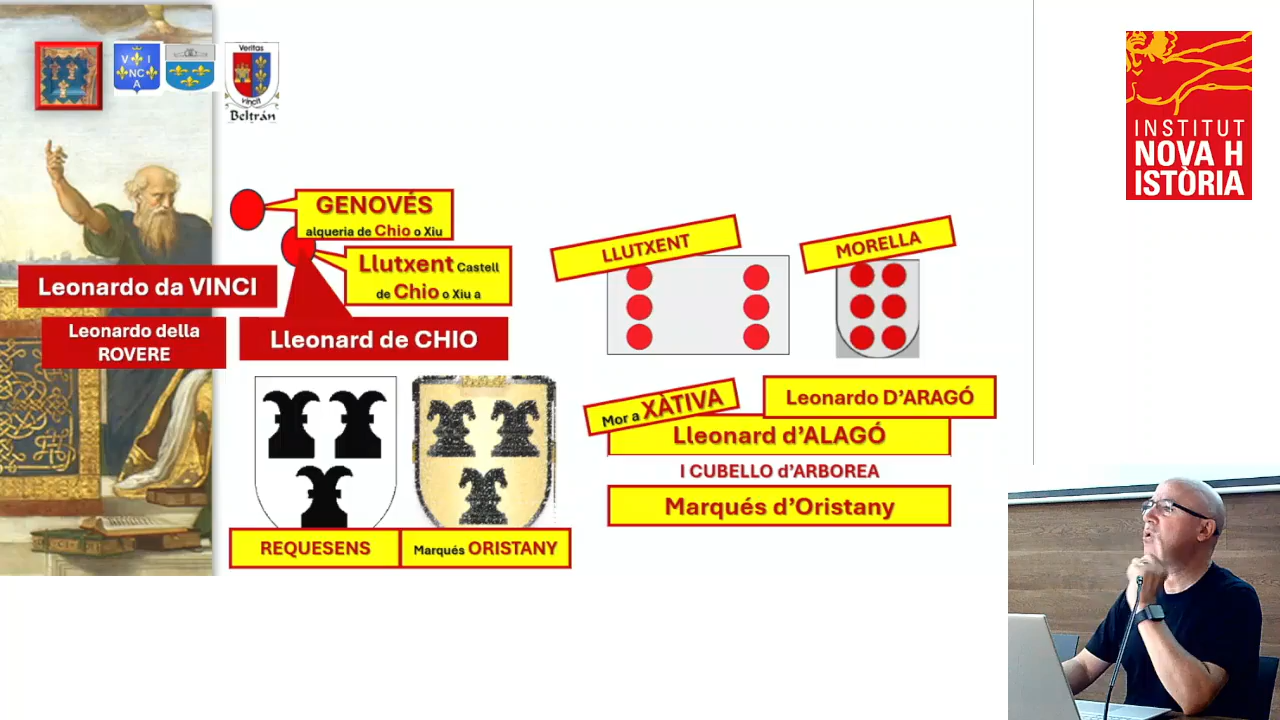 V I
NC
A
Veritas
Vincit
Beltrán
INSTITUT
NOVA H
ISTÒRIA
GENOVÉS
alqueria de Chio o Xiu
Llutxent Castell
de Chio o Xiu a
Leonardo da VINCI
Leonardo della
ROVERE
Lleonard de CHIO
LLUTXENT
MORELLA
Mor a XÀTIVA
Leonardo D'ARAGÓ
Lleonard d'ALAGÓ
I CUBELLO d'ARBOREA
Marqués d'Oristany
REQUESENS
Marqués ORISTANY